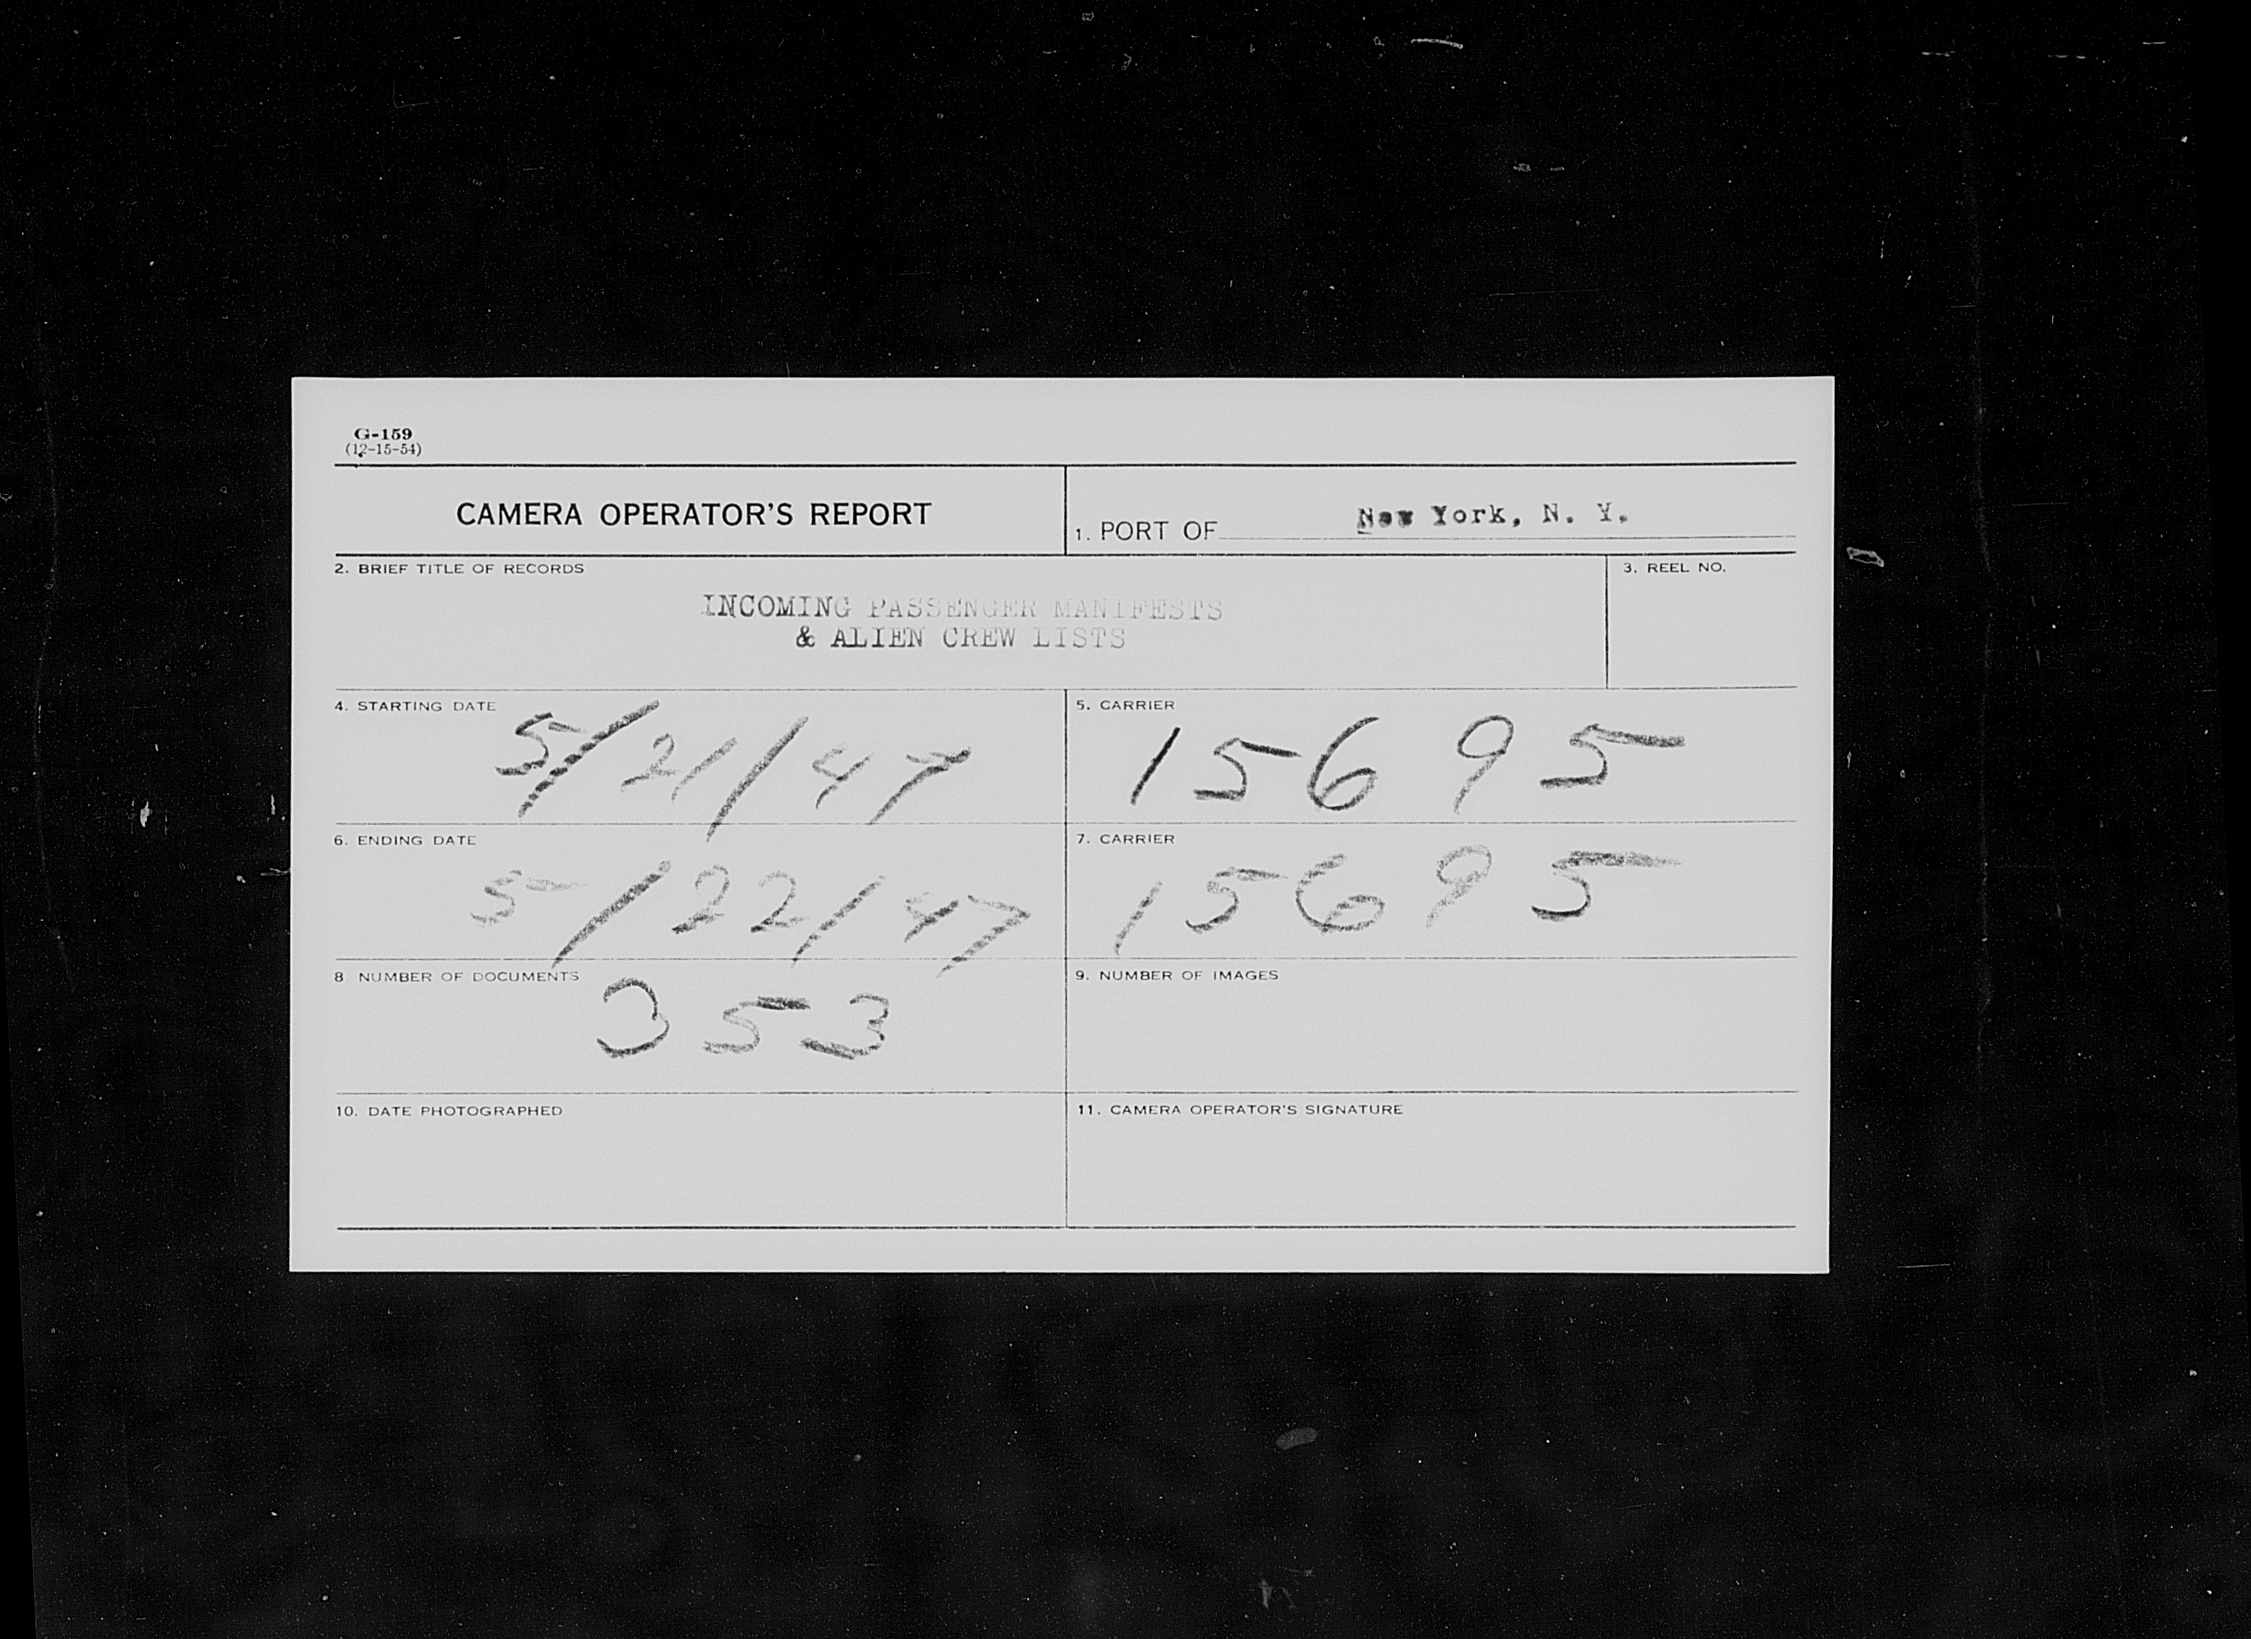 G-159
(12-15-54)
CAMERA OPERATOR'S REPORT
1. PORT OF New York, N. Y.
2. BRIEF TITLE OF RECORDS
3. REEL NO.
INCOMING PASSENGER MANIFESTS
& ALIEN CREW LISTS
4. STARTING DATE
5/21/47
5. CARRIER
15695
6. ENDING DATE
5/22/47
7. CARRIER
15695
8 NUMBER OF DOCUMENTS
353
9. NUMBER OF IMAGES
10. DATE PHOTOGRAPHED
11. CAMERA OPERATOR'S SIGNATURE